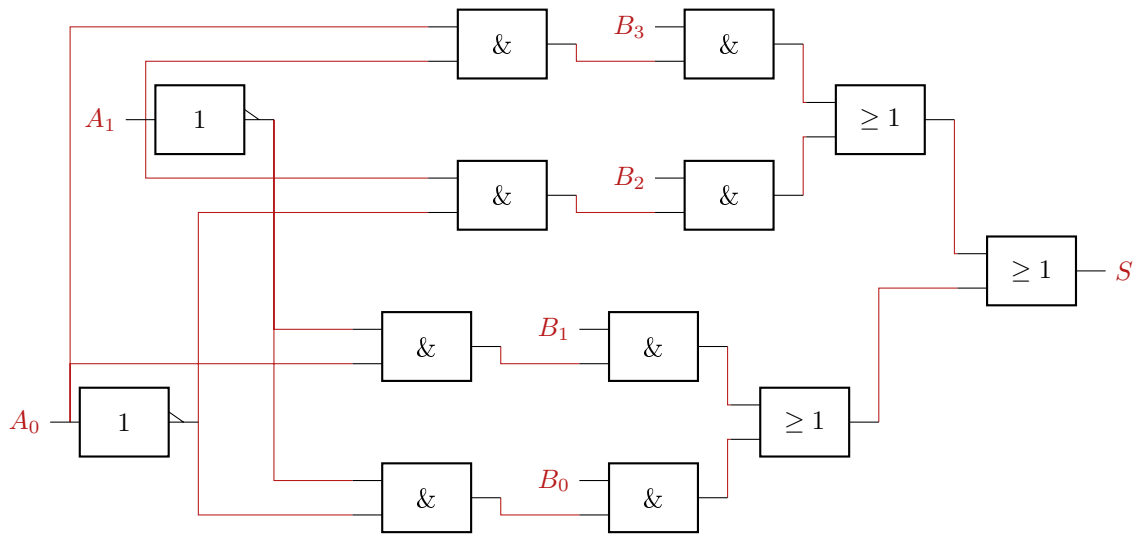 & B₃ &
A₁ 1 ≥ 1
& B₂ &
≥ 1 S
& B₁ &
A₀ 1 ≥ 1
& B₀ &